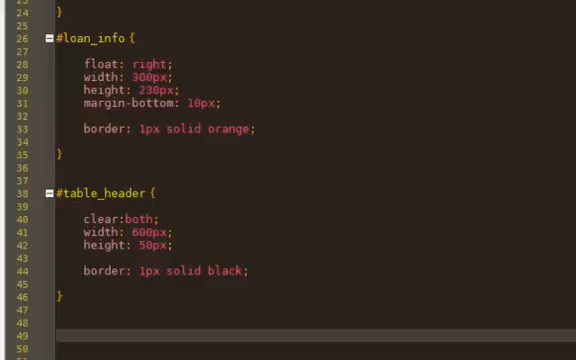 24 }
25
26 #loan_info {
27
28 float: right;
29 width: 300px;
30 height: 230px;
31 margin-bottom: 10px;
32
33 border: 1px solid orange;
34
35 }
36
37
38 #table_header {
39
40 clear:both;
41 width: 600px;
42 height: 50px;
43
44 border: 1px solid black;
45
46 }
47
48
49
50